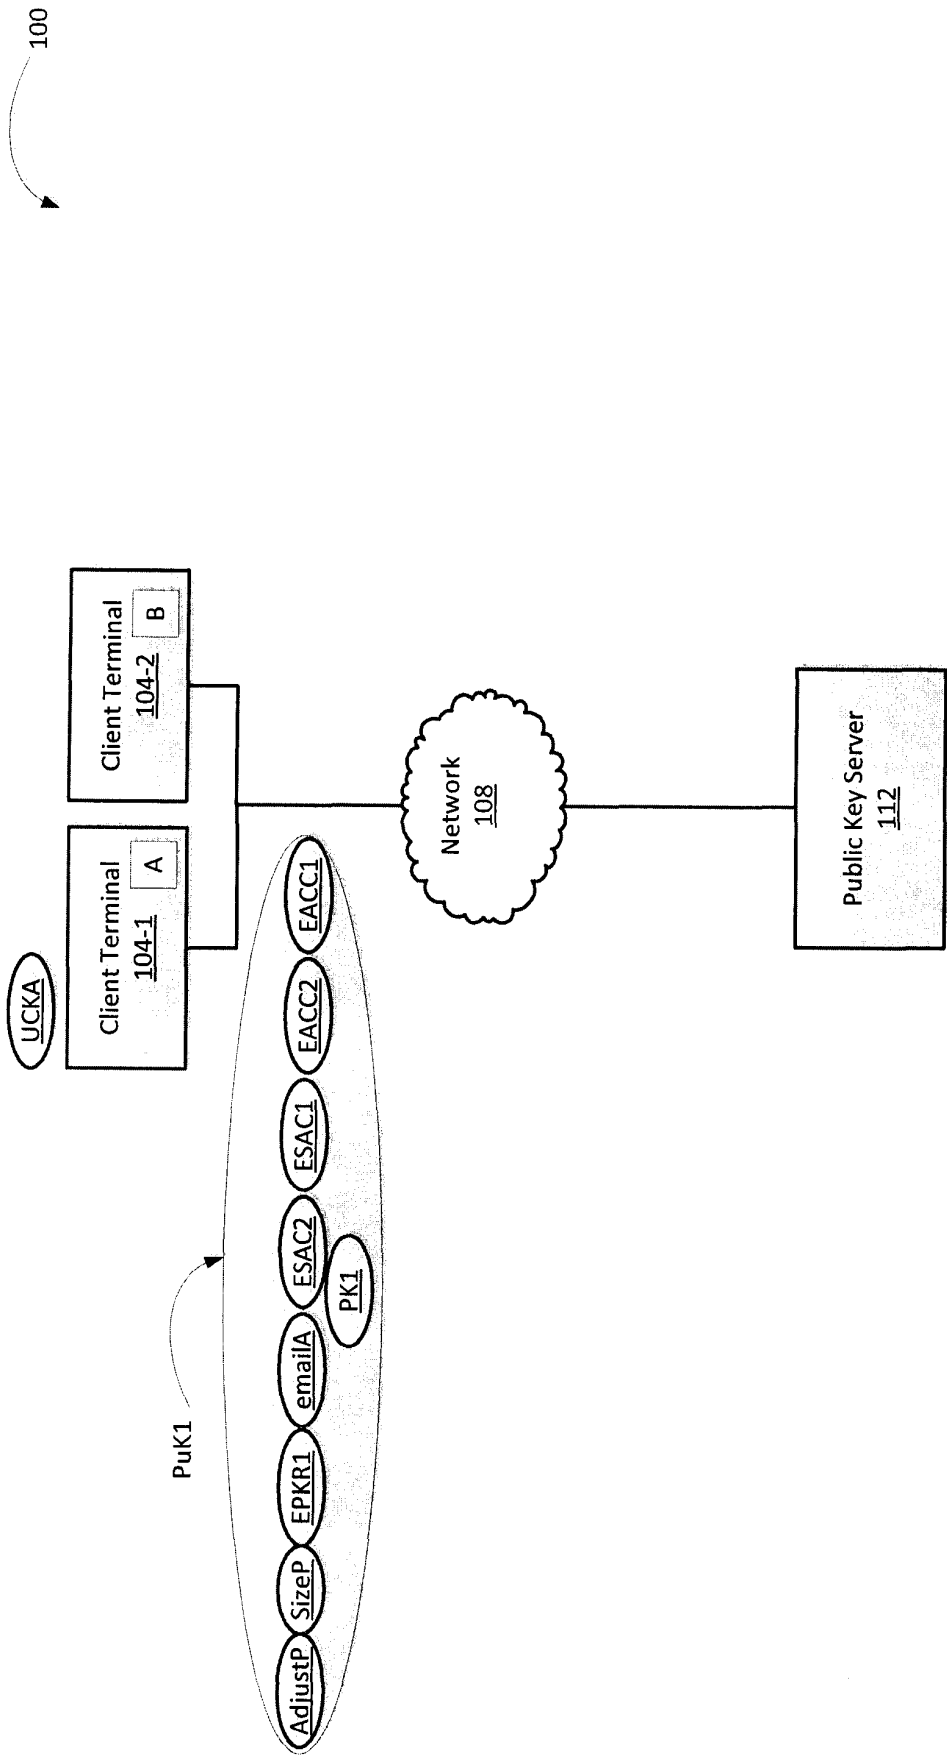 100
UCKA
Client Terminal
104-1
A
Client Terminal
104-2
B
PuK1
AdjustP
SizeP
EPKR1
emailA
ESAC2
ESAC1
EACC2
EACC1
PK1
Network
108
Public Key Server
112